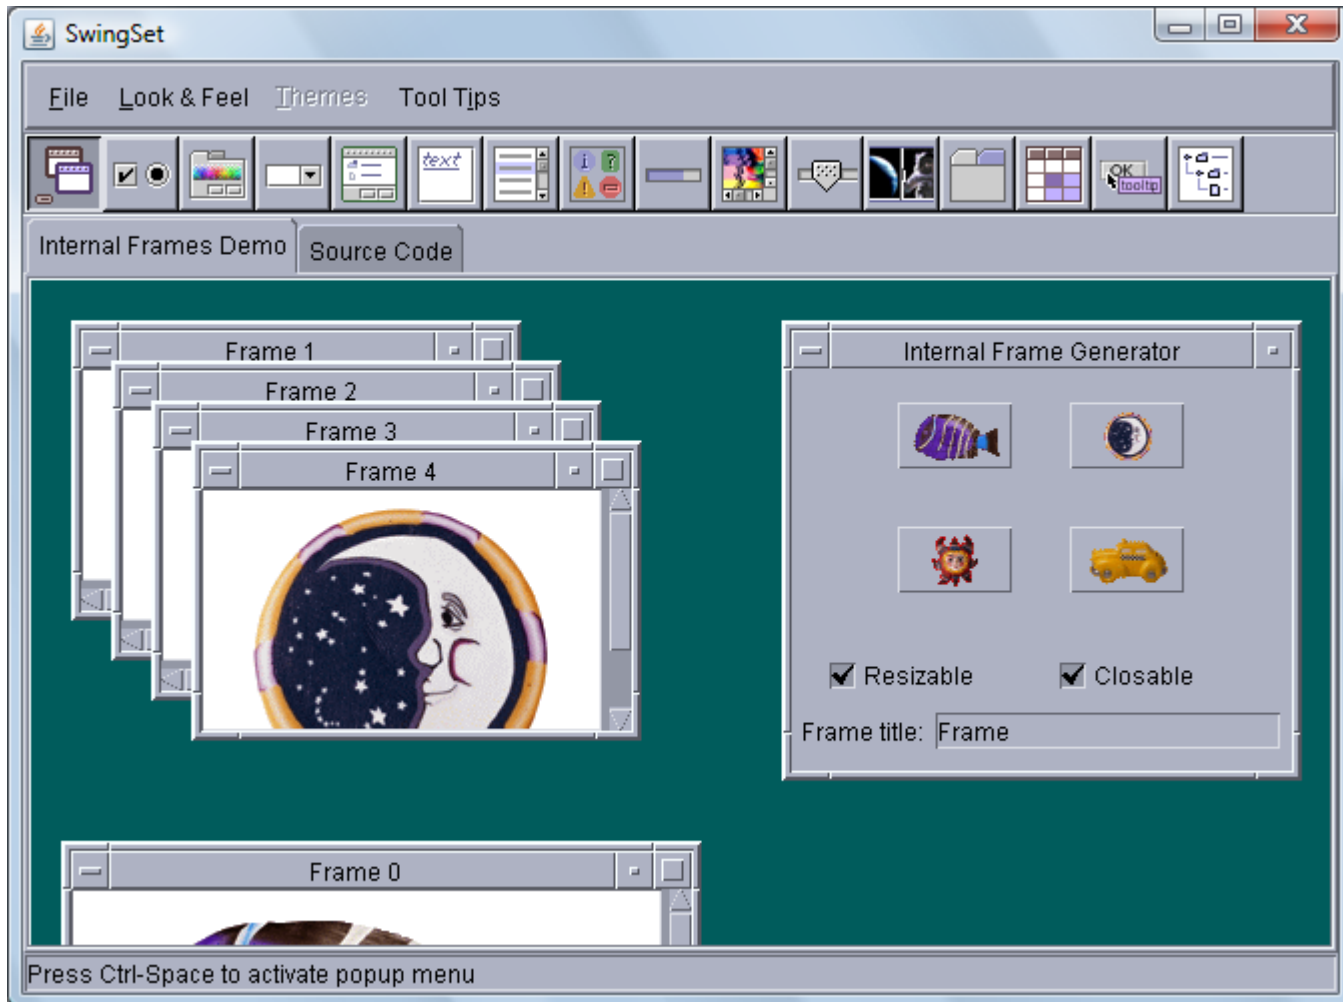 SwingSet
File Look & Feel Themes Tool Tips
text
i ?
OK
tooltip
Internal Frames Demo Source Code
Frame 1
Frame 2
Frame 3
Frame 4
Internal Frame Generator
Resizable Closable
Frame title: Frame
Frame 0
Press Ctrl-Space to activate popup menu